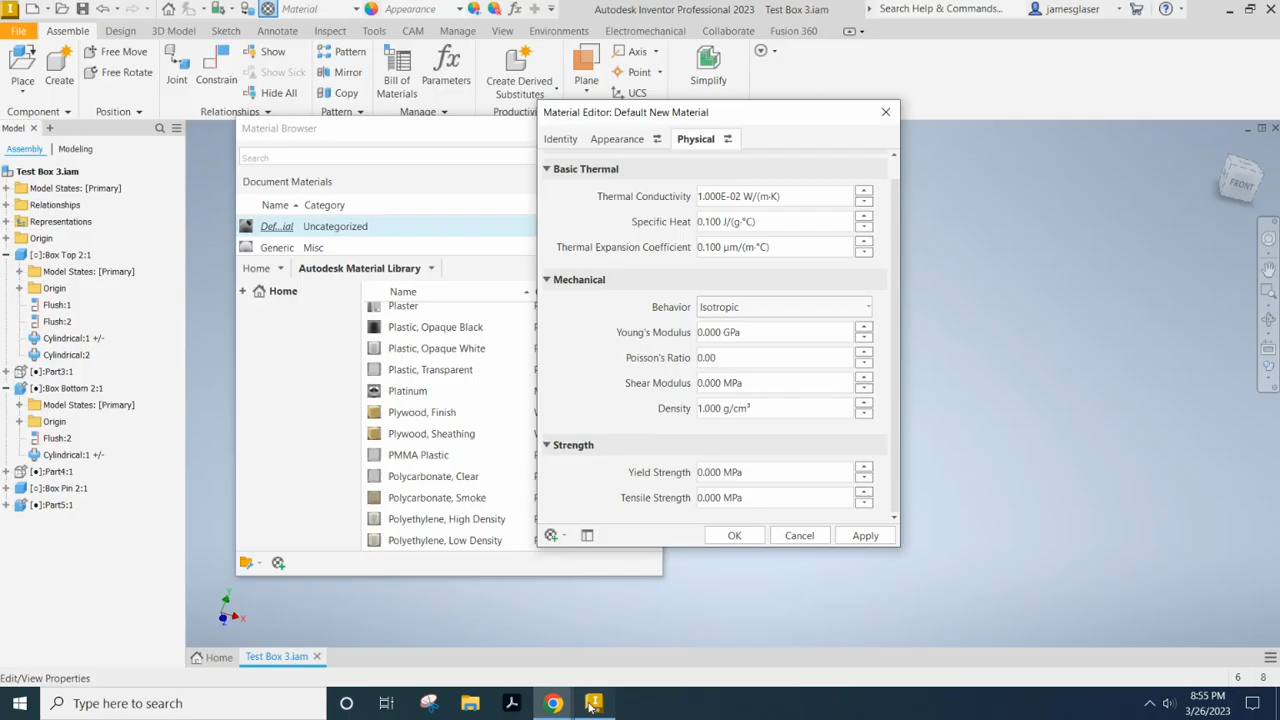 Material
Appearance
Autodesk Inventor Professional 2023 Test Box 3.iam
Search Help & Commands...
jamesglaser
File Assemble Design 3D Model Sketch Annotate Inspect Tools CAM Manage View Environments Electromechanical Collaborate Fusion 360
Place
Create
Free Move
Free Rotate
Joint
Constrain
Show
Show Sick
Hide All
Pattern
Mirror
Copy
Bill of
Materials
Parameters
Create Derived
Substitutes
Plane
Axis
Point
UCS
Simplify
Component Position Relationships Pattern Manage
Model
Assembly Modeling
Test Box 3.iam
Model States: [Primary]
Relationships
Representations
Origin
[○]:Box Top 2:1
Model States: [Primary]
Origin
Flush:1
Flush:2
Cylindrical:1 +/-
Cylindrical:2
[●]:Part3:1
[●]:Box Bottom 2:1
Model States: [Primary]
Origin
Flush:2
Cylindrical:1 +/-
[●]:Part4:1
[○]:Box Pin 2:1
[●]:Part5:1
Material Browser
Search
Document Materials
Name Category
Def...ial Uncategorized
Generic Misc
Home Autodesk Material Library
Home
Name
Plaster
Plastic, Opaque Black
Plastic, Opaque White
Plastic, Transparent
Platinum
Plywood, Finish
Plywood, Sheathing
PMMA Plastic
Polycarbonate, Clear
Polycarbonate, Smoke
Polyethylene, High Density
Polyethylene, Low Density
Material Editor: Default New Material
Identity Appearance Physical
Basic Thermal
Thermal Conductivity 1.000E-02 W/(m·K)
Specific Heat 0.100 J/(g·°C)
Thermal Expansion Coefficient 0.100 µm/(m·°C)
Mechanical
Behavior Isotropic
Young's Modulus 0.000 GPa
Poisson's Ratio 0.00
Shear Modulus 0.000 MPa
Density 1.000 g/cm³
Strength
Yield Strength 0.000 MPa
Tensile Strength 0.000 MPa
OK Cancel Apply
FRONT
Y
X
Z
Home Test Box 3.iam
Edit/View Properties
6 8
Type here to search
8:55 PM
3/26/2023